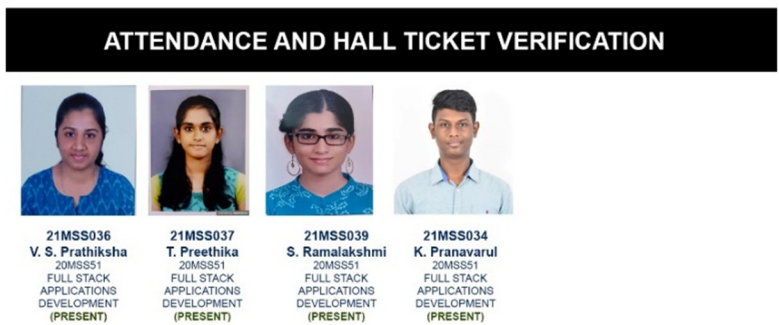 ATTENDANCE AND HALL TICKET VERIFICATION
21MSS036
V. S. Prathiksha
20MSS51
FULL STACK
APPLICATIONS
DEVELOPMENT
(PRESENT)
21MSS037
T. Preethika
20MSS51
FULL STACK
APPLICATIONS
DEVELOPMENT
(PRESENT)
21MSS039
S. Ramalakshmi
20MSS51
FULL STACK
APPLICATIONS
DEVELOPMENT
(PRESENT)
21MSS034
K. Pranavarul
20MSS51
FULL STACK
APPLICATIONS
DEVELOPMENT
(PRESENT)